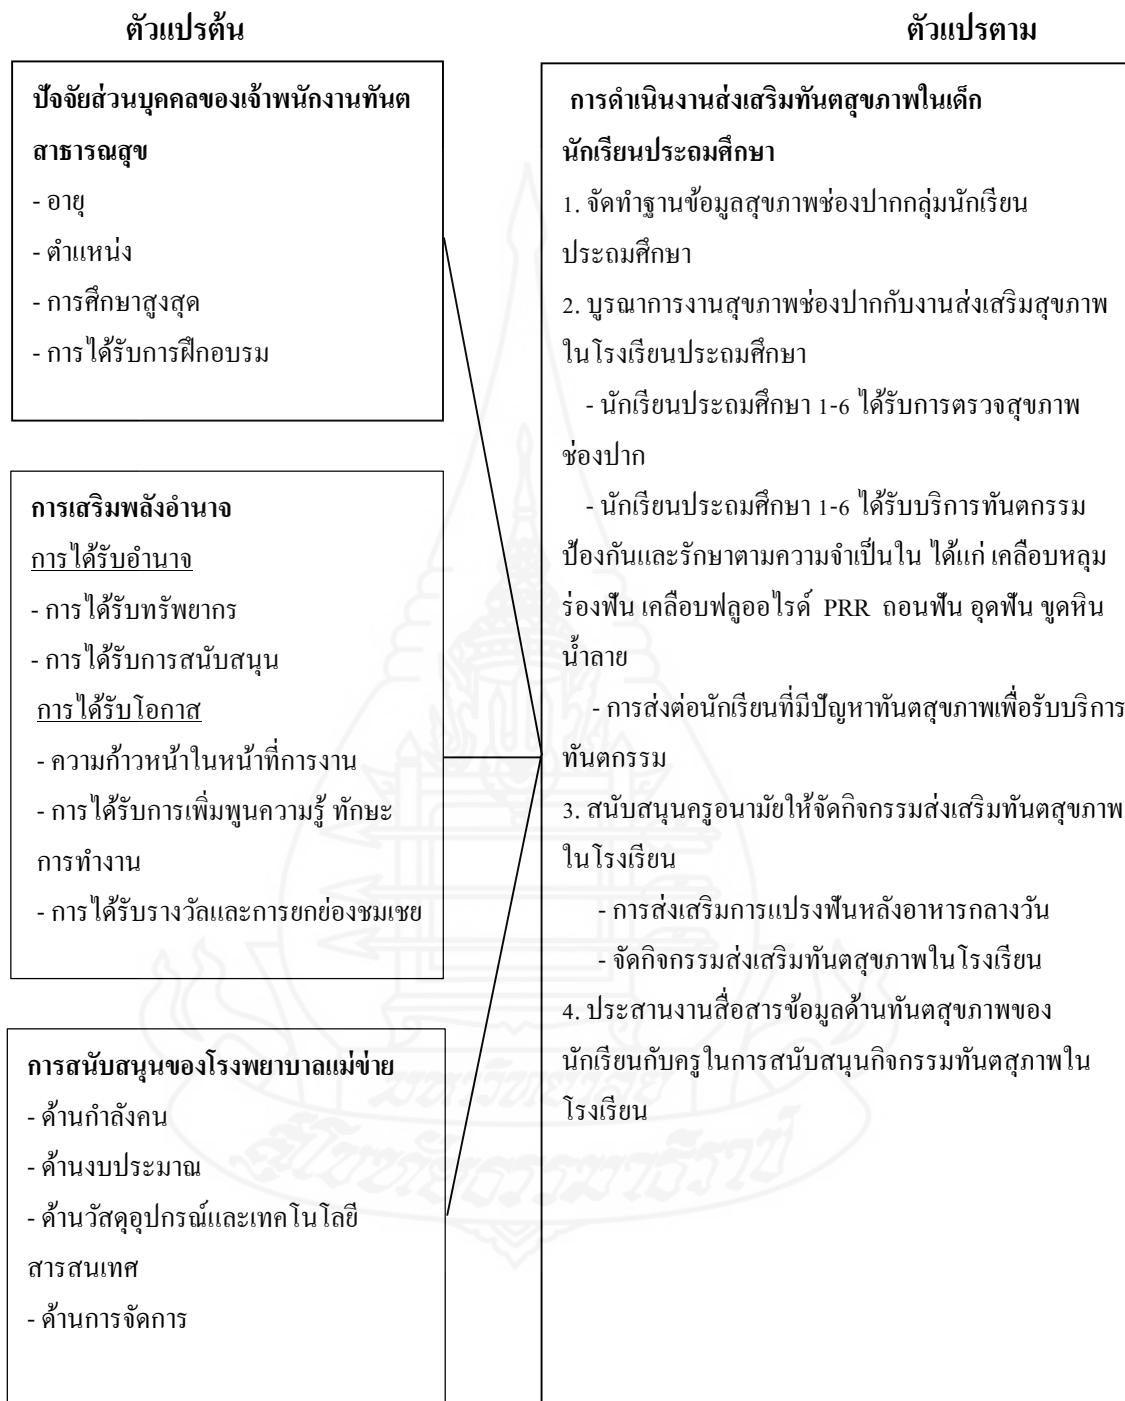 ตัวแปรต้น
ปัจจัยส่วนบุคคลของเจ้าพนักงานทันต
สาธารณสุข
- อายุ
- ตำแหน่ง
- การศึกษาสูงสุด
- การได้รับการฝึกอบรม
การเสริมพลังอำนาจ
การได้รับอำนาจ
- การได้รับทรัพยากร
- การได้รับการสนับสนุน
การได้รับโอกาส
- ความก้าวหน้าในหน้าที่การงาน
- การได้รับการเพิ่มพูนความรู้ ทักษะ
การทำงาน
- การได้รับรางวัลและการยกย่องชมเชย
การสนับสนุนของโรงพยาบาลแม่ข่าย
- ด้านกำลังคน
- ด้านงบประมาณ
- ด้านวัสดุอุปกรณ์และเทคโนโลยี
สารสนเทศ
- ด้านการจัดการ
ตัวแปรตาม
การดำเนินงานส่งเสริมทันตสุขภาพในเด็ก
นักเรียนประถมศึกษา
1. จัดทำฐานข้อมูลสุขภาพช่องปากกลุ่มนักเรียน
ประถมศึกษา
2. บูรณาการงานสุขภาพช่องปากกับงานส่งเสริมสุขภาพ
ในโรงเรียนประถมศึกษา
- นักเรียนประถมศึกษา 1-6 ได้รับการตรวจสุขภาพ
ช่องปาก
- นักเรียนประถมศึกษา 1-6 ได้รับบริการทันตกรรม
ป้องกันและรักษาตามความจำเป็นใน ได้แก่ เคลือบหลุม
ร่องฟัน เคลือบฟลูออไรด์ PRR ถอนฟัน อุดฟัน ขูดหิน
น้ำลาย
- การส่งต่อนักเรียนที่มีปัญหาทันตสุขภาพเพื่อรับบริการ
ทันตกรรม
3. สนับสนุนครูอนามัยให้จัดกิจกรรมส่งเสริมทันตสุขภาพ
ในโรงเรียน
- การส่งเสริมการแปรงฟันหลังอาหารกลางวัน
- จัดกิจกรรมส่งเสริมทันตสุขภาพในโรงเรียน
4. ประสานงานสื่อสารข้อมูลด้านทันตสุขภาพของ
นักเรียนกับครูในการสนับสนุนกิจกรรมทันตสุภาพใน
โรงเรียน
มหาวิทยาลัย
สุโขทัยธรรมาธิราช